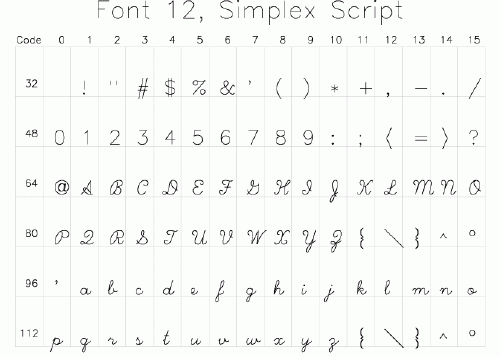 Font 12, Simplex Script
Code 0 1 2 3 4 5 6 7 8 9 10 11 12 13 14 15
32 ! " # $ % & ' ( ) * + , - . /
48 0 1 2 3 4 5 6 7 8 9 : ; ⟨ = ⟩ ?
64 @ A B C D E F G H I J K L M N O
80 P Q R S T U V W X Y Z { \ } ^ °
96 ' a b c d e f g h i j k l m n o
112 p q r s t u v w x y z { \ } ^ °